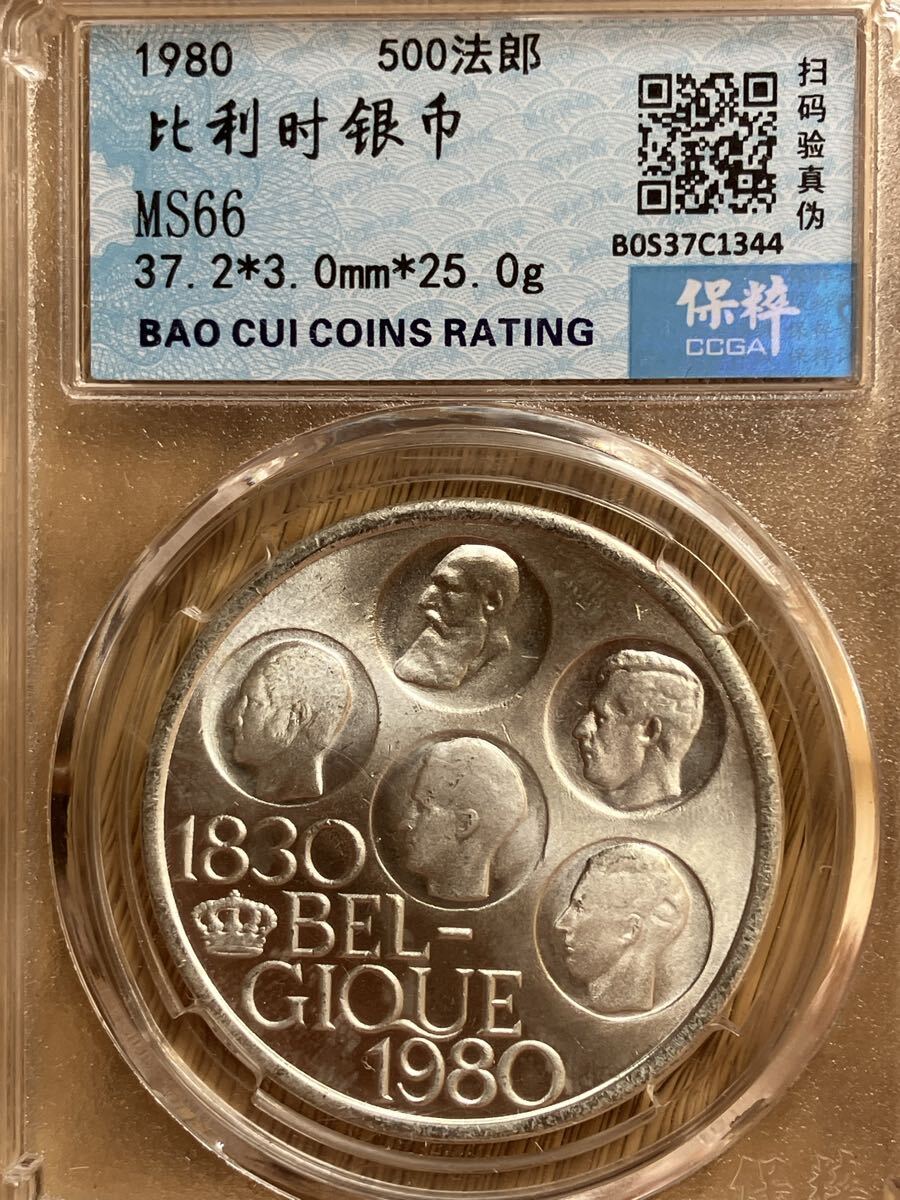 1980 500法郎
比利时银币
MS66
37.2*3.0mm*25.0g
BAO CUI COINS RATING
扫码验真伪
B0S37C1344
保粹
CCGA
1830
BEL-
GIQUE
1980